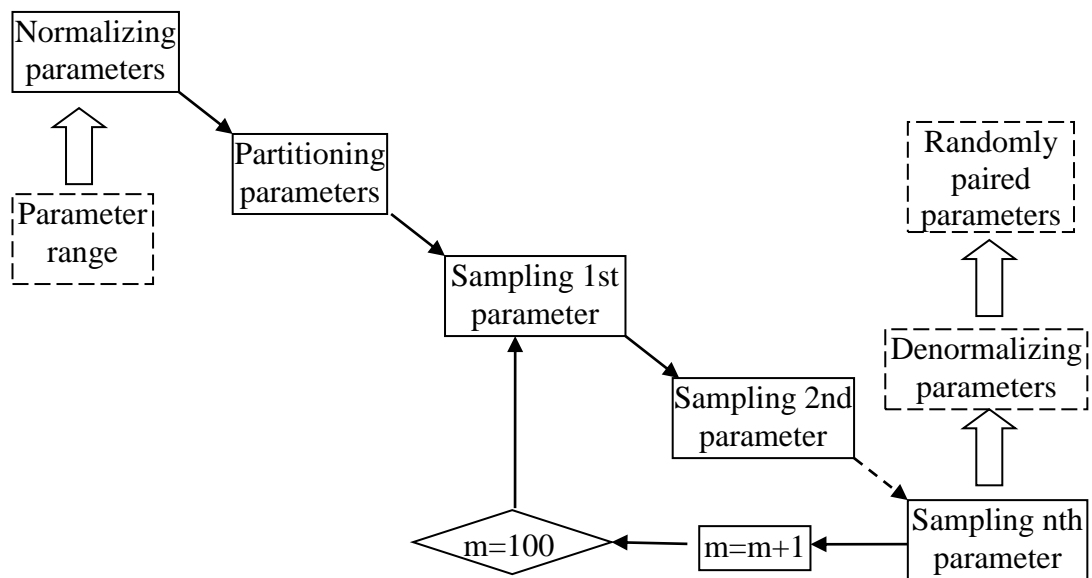 Normalizing
parameters
Partitioning
parameters
Parameter
range
Sampling 1st
parameter
Sampling 2nd
parameter
Sampling nth
parameter
m=m+1
m=100
Denormalizing
parameters
Randomly
paired
parameters